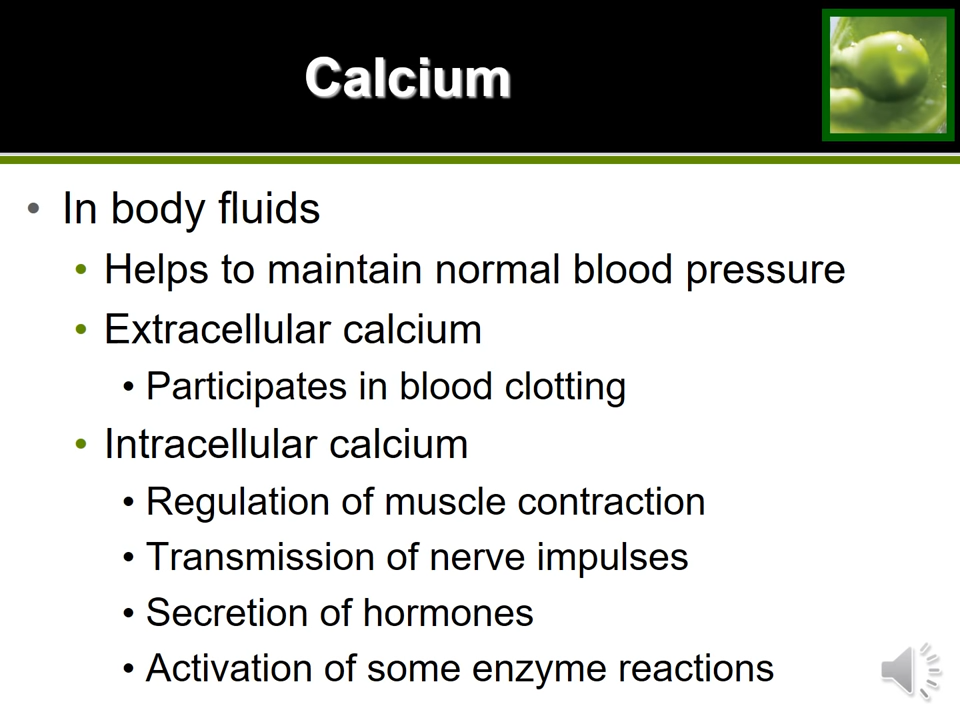 Calcium
• In body fluids
• Helps to maintain normal blood pressure
• Extracellular calcium
• Participates in blood clotting
• Intracellular calcium
• Regulation of muscle contraction
• Transmission of nerve impulses
• Secretion of hormones
• Activation of some enzyme reactions